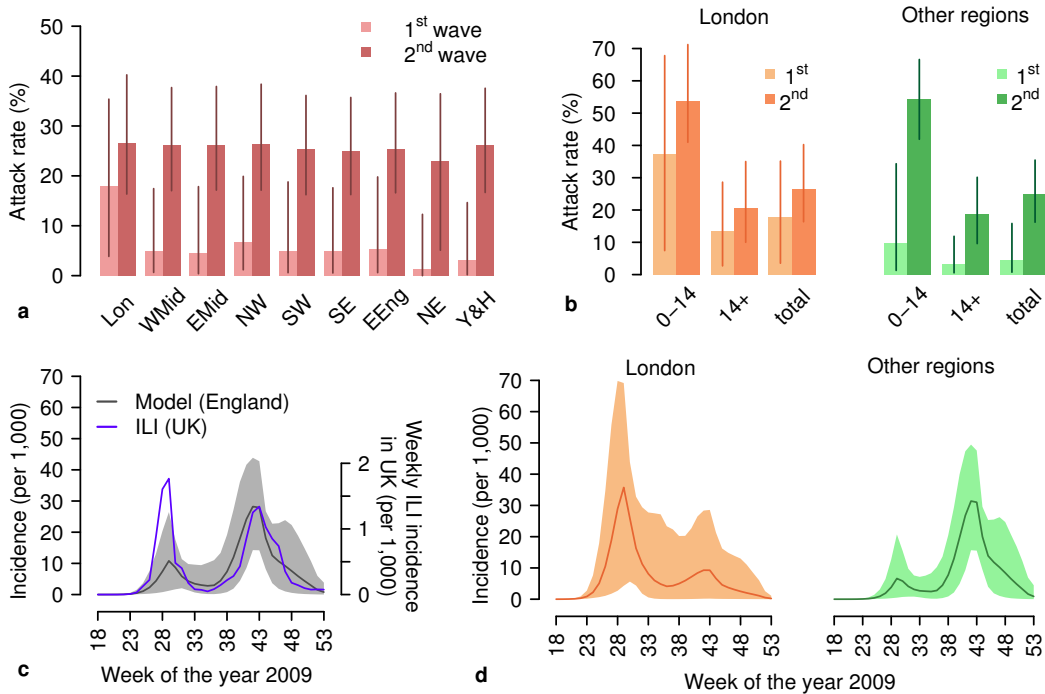 Attack rate (%)
50
40
30
20
10
0
1st wave
2nd wave
Lon
WMid
EMid
NW
SW
SE
EEng
NE
Y&H
a
London
Other regions
Attack rate (%)
70
60
50
40
30
20
10
0
1st
2nd
1st
2nd
0−14
14+
total
0−14
14+
total
b
Incidence (per 1,000)
70
60
50
40
30
20
10
0
Model (England)
ILI (UK)
2
1
0
Weekly ILI incidence
in UK (per 1,000)
18
23
28
33
38
43
48
53
c
Week of the year 2009
London
Other regions
Incidence (per 1,000)
70
60
50
40
30
20
10
0
18
23
28
33
38
43
48
53
18
23
28
33
38
43
48
53
d
Week of the year 2009